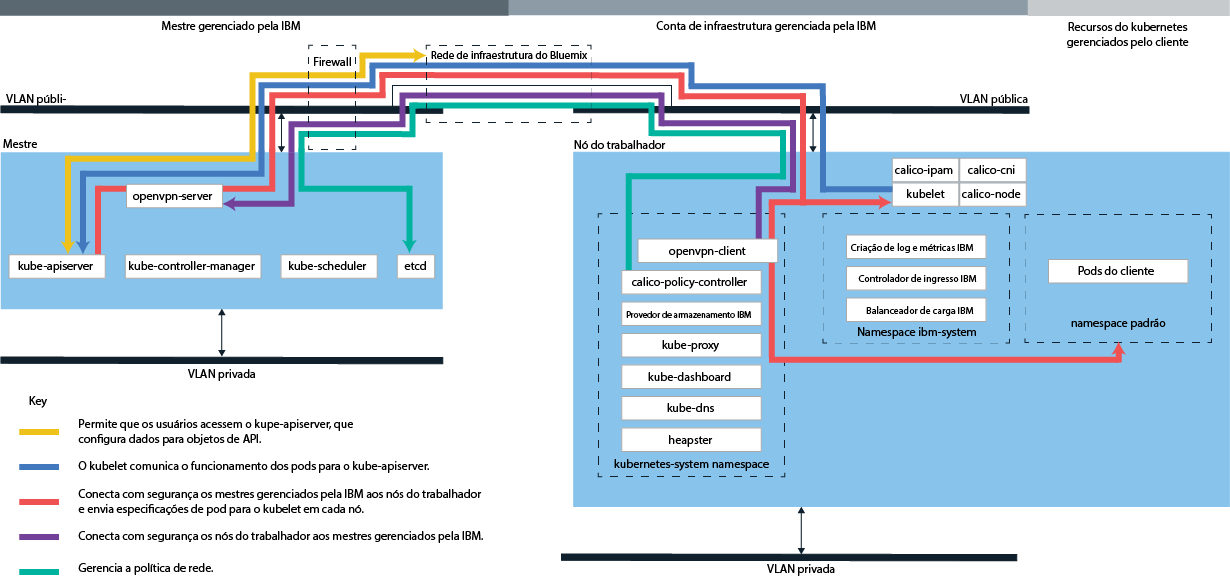 Mestre gerenciado pela IBM
Conta de infraestrutura gerenciada pela IBM
Recursos do kubernetes
gerenciados pelo cliente
Firewall
Rede de infraestrutura do Bluemix
VLAN públi-
VLAN pública
Mestre
openvpn-server
kube-apiserver
kube-controller-manager
kube-scheduler
etcd
VLAN privada
Nó do trabalhador
calico-ipam
calico-cni
kubelet
calico-node
openvpn-client
calico-policy-controller
Provedor de armazenamento IBM
kube-proxy
kube-dashboard
kube-dns
heapster
kubernetes-system namespace
Criação de log e métricas IBM
Controlador de ingresso IBM
Balanceador de carga IBM
Namespace ibm-system
Pods do cliente
namespace padrão
VLAN privada
Key
Permite que os usuários acessem o kupe-apiserver, que
configura dados para objetos de API.
O kubelet comunica o funcionamento dos pods para o kube-apiserver.
Conecta com segurança os mestres gerenciados pela IBM aos nós do trabalhador
e envia especificações de pod para o kubelet em cada nó.
Conecta com segurança os nós do trabalhador aos mestres gerenciados pela IBM.
Gerencia a política de rede.